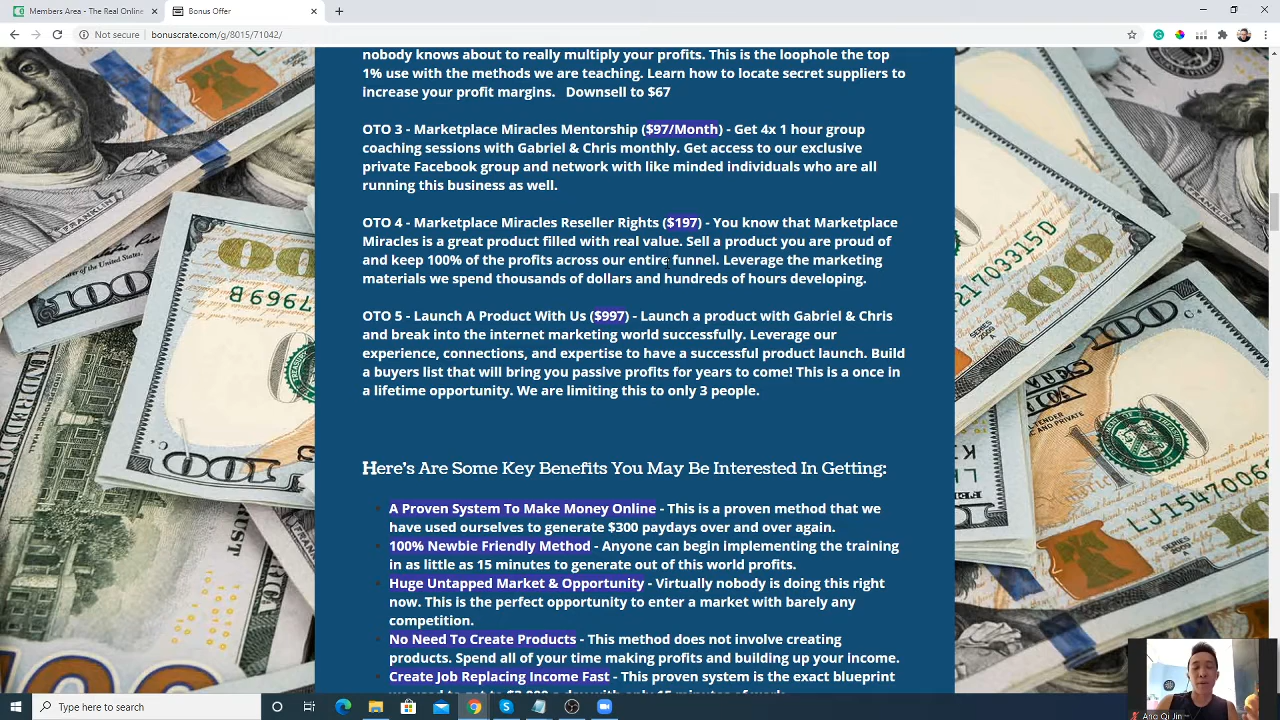 Members Area - The Real Online
Bonus Offer
Not secure
bonuscrate.com/g/8015/71042/
nobody knows about to really multiply your profits. This is the loophole the top
1% use with the methods we are teaching. Learn how to locate secret suppliers to
increase your profit margins. Downsell to $67
OTO 3 - Marketplace Miracles Mentorship ($97/Month) - Get 4x 1 hour group
coaching sessions with Gabriel & Chris monthly. Get access to our exclusive
private Facebook group and network with like minded individuals who are all
running this business as well.
OTO 4 - Marketplace Miracles Reseller Rights ($197) - You know that Marketplace
Miracles is a great product filled with real value. Sell a product you are proud of
and keep 100% of the profits across our entire funnel. Leverage the marketing
materials we spend thousands of dollars and hundreds of hours developing.
OTO 5 - Launch A Product With Us ($997) - Launch a product with Gabriel & Chris
and break into the internet marketing world successfully. Leverage our
experience, connections, and expertise to have a successful product launch. Build
a buyers list that will bring you passive profits for years to come! This is a once in
a lifetime opportunity. We are limiting this to only 3 people.
Here's Are Some Key Benefits You May Be Interested In Getting:
A Proven System To Make Money Online - This is a proven method that we
have used ourselves to generate $300 paydays over and over again.
100% Newbie Friendly Method - Anyone can begin implementing the training
in as little as 15 minutes to generate out of this world profits.
Huge Untapped Market & Opportunity - Virtually nobody is doing this right
now. This is the perfect opportunity to enter a market with barely any
competition.
No Need To Create Products - This method does not involve creating
products. Spend all of your time making profits and building up your income.
Create Job Replacing Income Fast - This proven system is the exact blueprint
FRANKLIN
100
79698
B
LJ154700
100
SERIES
2009
Type here to search
Ang Qi Jin